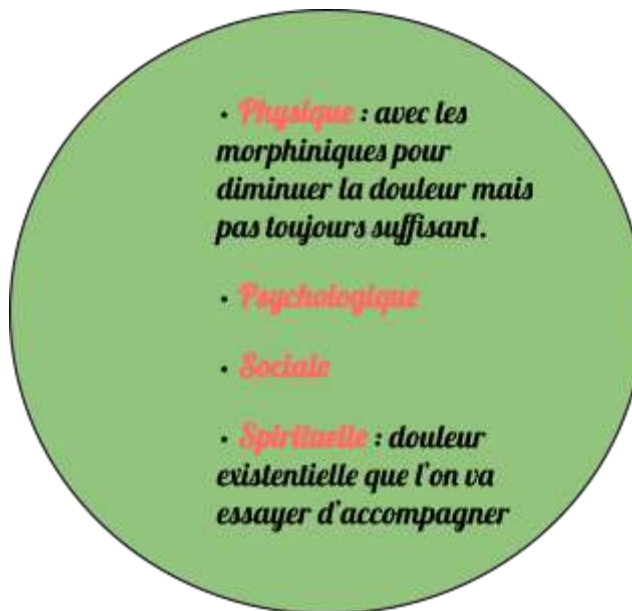 • Physique : avec les
morphiniques pour
diminuer la douleur mais
pas toujours suffisant.
• Psychologique
• Sociale
• Spirituelle : douleur
existentielle que l'on va
essayer d'accompagner